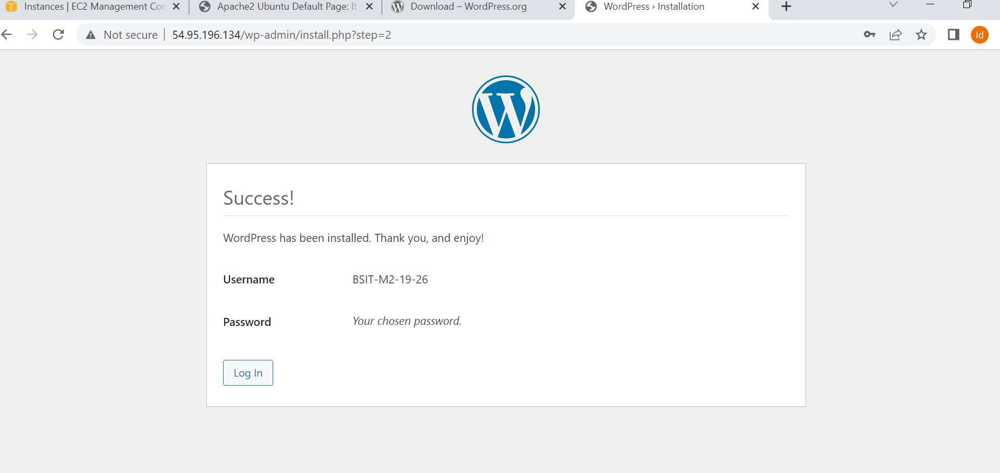 Instances | EC2 Management Con
Apache2 Ubuntu Default Page: It
Download – WordPress.org
WordPress › Installation
Not secure
54.95.196.134/wp-admin/install.php?step=2
Id
W
Success!
WordPress has been installed. Thank you, and enjoy!
Username BSIT-M2-19-26
Password Your chosen password.
Log In